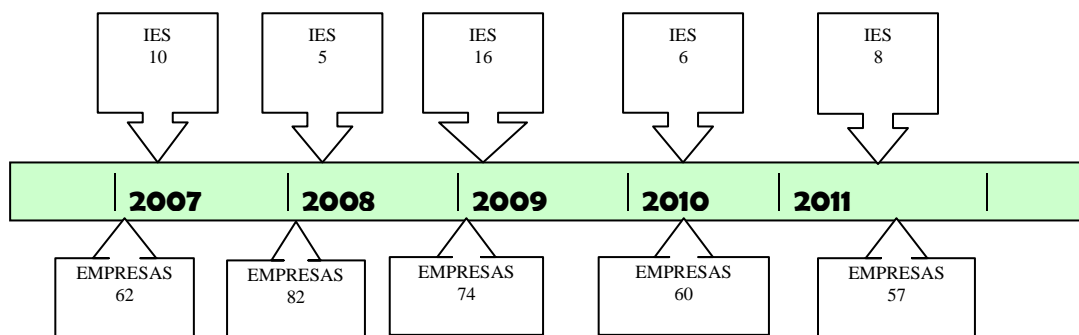 IES
10
IES
5
IES
16
IES
6
IES
8
2007
2008
2009
2010
2011
EMPRESAS
62
EMPRESAS
82
EMPRESAS
74
EMPRESAS
60
EMPRESAS
57